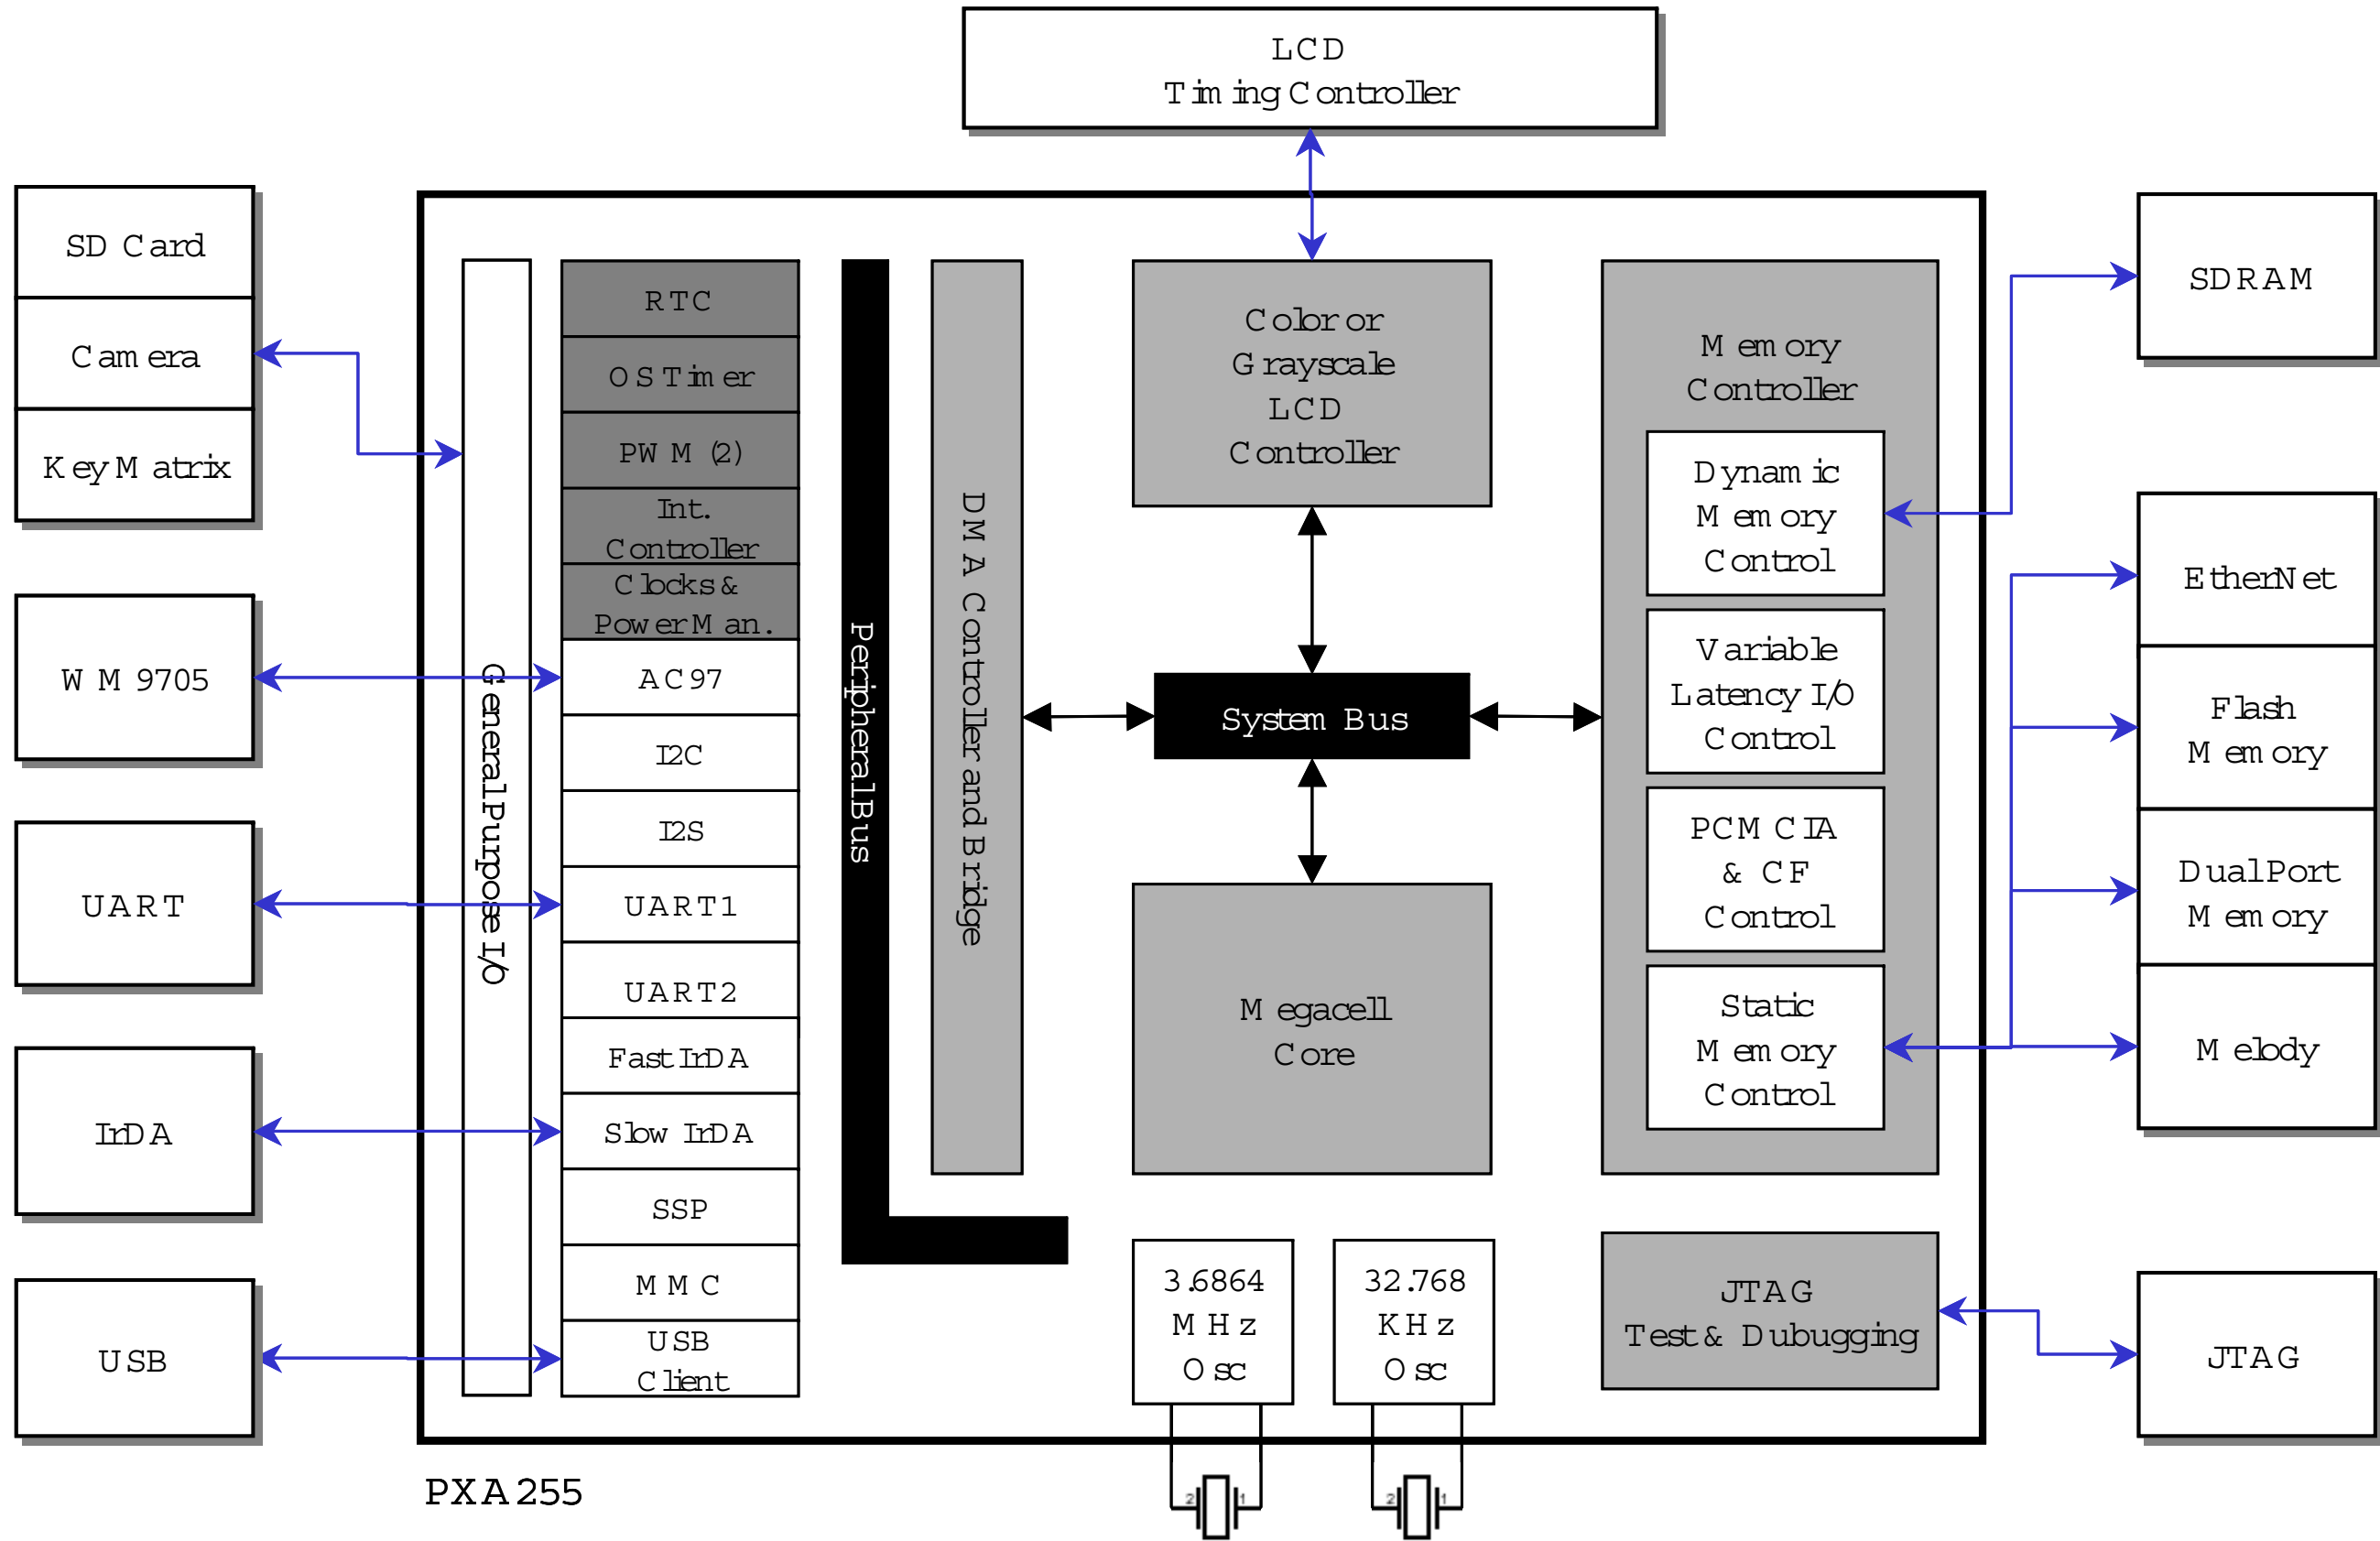 LCD
Timing Controller
SD Card
Camera
Key Matrix
WM9705
UART
IrDA
USB
General Purpose I/O
RTC
OS Timer
PWM (2)
Int.
Controller
Clocks &
Power Man.
AC97
I2C
I2S
UART1
UART2
Fast IrDA
Slow IrDA
SSP
MMC
USB
Client
Peripheral Bus
DMA Controller and Bridge
Color or
Grayscale
LCD
Controller
System Bus
Megacell
Core
3.6864
MHz
Osc
32.768
KHz
Osc
Memory
Controller
Dynamic
Memory
Control
Variable
Latency I/O
Control
PCMCIA
& CF
Control
Static
Memory
Control
JTAG
Test & Dubugging
SDRAM
EtherNet
Flash
Memory
Dual Port
Memory
Melody
JTAG
PXA255
2 1
2 1